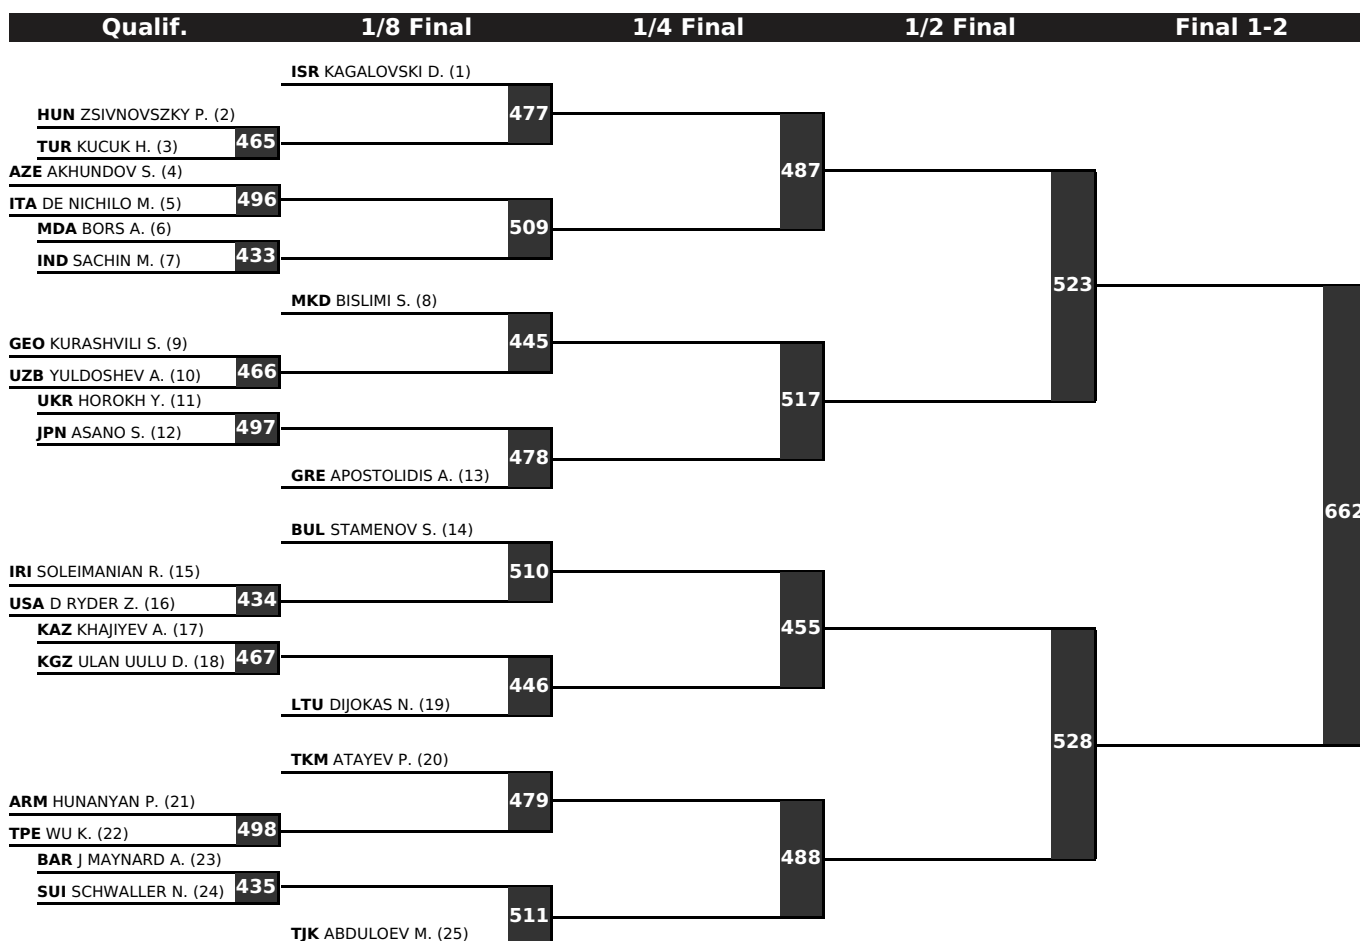 Qualif. 1/8 Final 1/4 Final 1/2 Final Final 1-2
ISR KAGALOVSKI D. (1)
477
HUN ZSIVNOVSZKY P. (2)
465
TUR KUCUK H. (3)
487
AZE AKHUNDOV S. (4)
496
ITA DE NICHILO M. (5)
509
MDA BORS A. (6)
433
IND SACHIN M. (7)
523
MKD BISLIMI S. (8)
445
GEO KURASHVILI S. (9)
466
UZB YULDOSHEV A. (10)
517
UKR HOROKH Y. (11)
497
JPN ASANO S. (12)
478
GRE APOSTOLIDIS A. (13)
662
BUL STAMENOV S. (14)
510
IRI SOLEIMANIAN R. (15)
434
USA D RYDER Z. (16)
455
KAZ KHAJIYEV A. (17)
467
KGZ ULAN UULU D. (18)
446
LTU DIJOKAS N. (19)
528
TKM ATAYEV P. (20)
479
ARM HUNANYAN P. (21)
498
TPE WU K. (22)
488
BAR J MAYNARD A. (23)
435
SUI SCHWALLER N. (24)
511
TJK ABDULOEV M. (25)